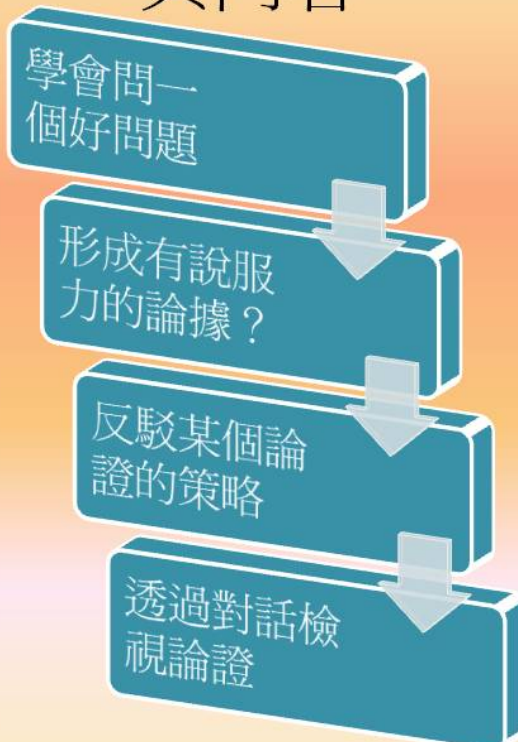 學會問一
個好問題
形成有說服
力的論據？
反駁某個論
證的策略
透過對話檢
視論證